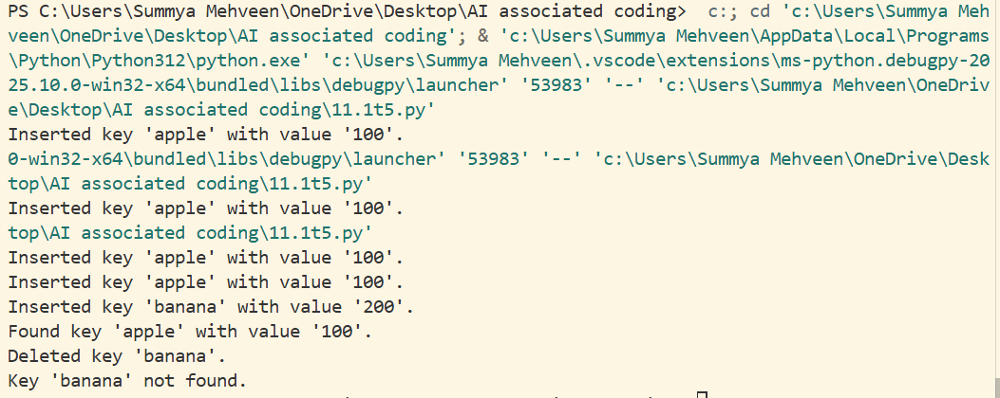 PS C:\Users\Summya Mehveen\OneDrive\Desktop\AI associated coding>  c:; cd 'c:\Users\Summya Meh
veen\OneDrive\Desktop\AI associated coding'; & 'c:\Users\Summya Mehveen\AppData\Local\Programs
\Python\Python312\python.exe' 'c:\Users\Summya Mehveen\.vscode\extensions\ms-python.debugpy-20
25.10.0-win32-x64\bundled\libs\debugpy\launcher' '53983' '--' 'c:\Users\Summya Mehveen\OneDriv
e\Desktop\AI associated coding\11.1t5.py'
Inserted key 'apple' with value '100'.
0-win32-x64\bundled\libs\debugpy\launcher' '53983' '--' 'c:\Users\Summya Mehveen\OneDrive\Desk
top\AI associated coding\11.1t5.py'
Inserted key 'apple' with value '100'.
top\AI associated coding\11.1t5.py'
Inserted key 'apple' with value '100'.
Inserted key 'apple' with value '100'.
Inserted key 'banana' with value '200'.
Found key 'apple' with value '100'.
Deleted key 'banana'.
Key 'banana' not found.